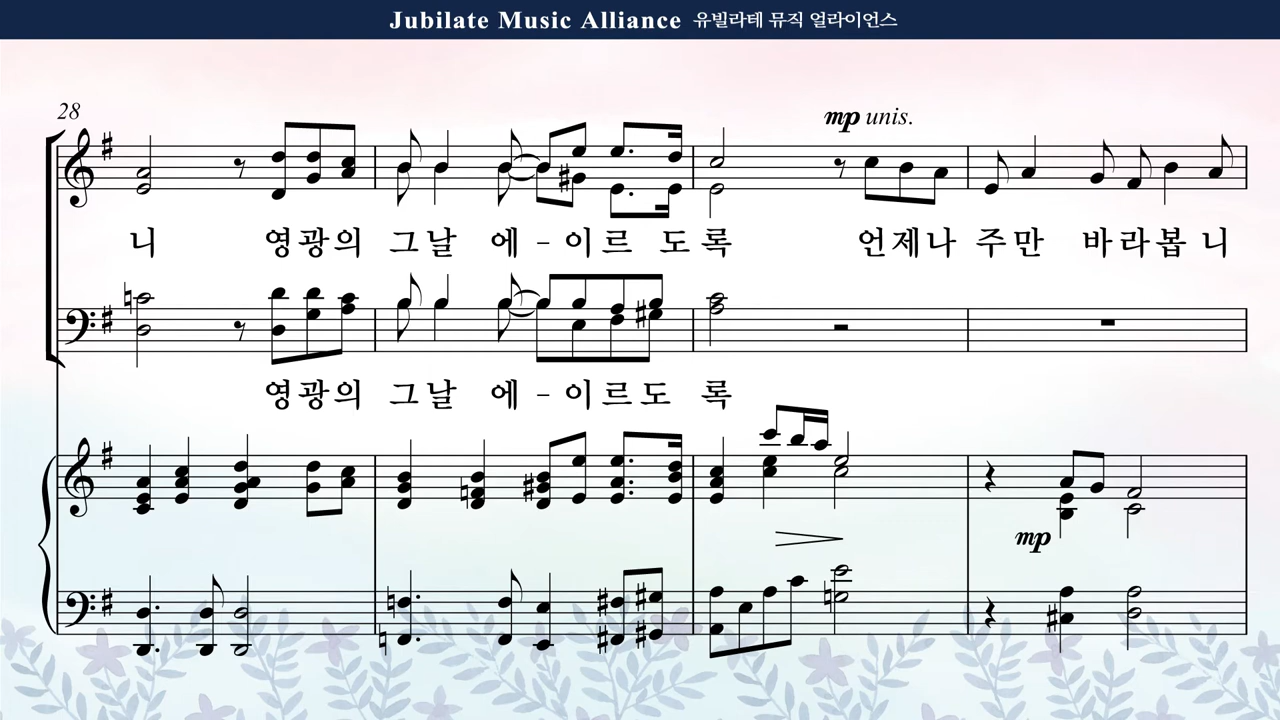 Jubilate Music Alliance 유빌라테 뮤직 얼라이언스
28
mp unis.
니 영광의 그날 에-이르 도록 언제나 주만 바라봅니
영광의 그날 에-이르도 록
mp